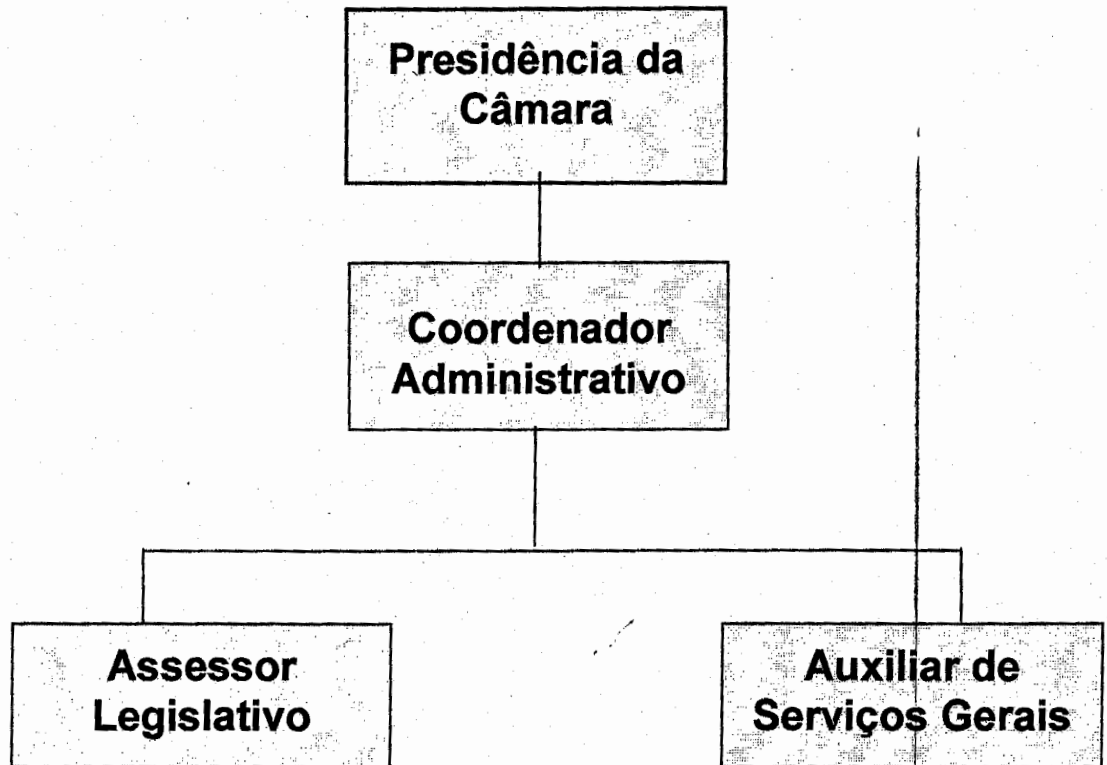 Presidência da
Câmara
Coordenador
Administrativo
Assessor
Legislativo
Auxiliar de
Serviços Gerais